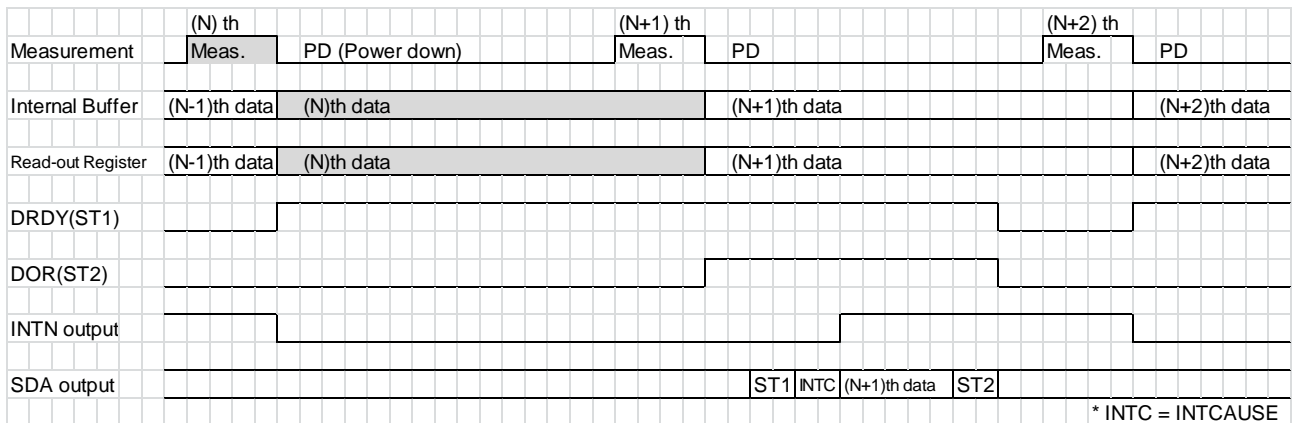 (N) th (N+1) th (N+2) th
Measurement Meas. PD (Power down) Meas. PD Meas. PD
Internal Buffer (N-1)th data (N)th data (N+1)th data (N+2)th data
Read-out Register (N-1)th data (N)th data (N+1)th data (N+2)th data
DRDY(ST1)
DOR(ST2)
INTN output
SDA output ST1 INTC (N+1)th data ST2
* INTC = INTCAUSE